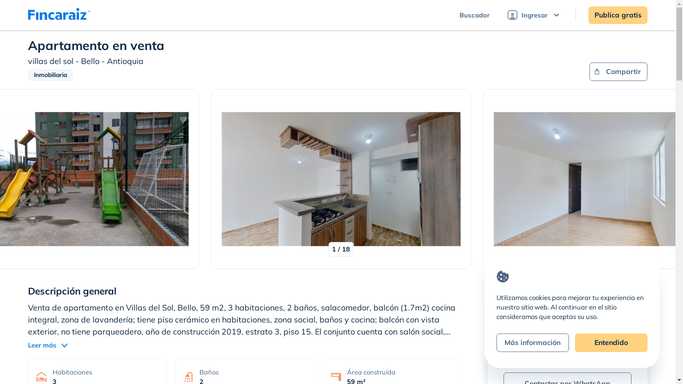 Fincaraiz
Buscador
Ingresar
Publica gratis
Apartamento en venta
villas del sol - Bello - Antioquia
Inmobiliaria
Compartir
1 / 18
Descripción general
Venta de apartamento en Villas del Sol, Bello, 59 m2, 3 habitaciones, 2 baños, salacomedor, balcón (1.7m2) cocina
integral, zona de lavandería; tiene piso cerámico en habitaciones, zona social, baños y cocina; balcón con vista
exterior, no tiene parqueadero, año de construcción 2019, estrato 3, piso 15. El conjunto cuenta con salón social,...
Leer más
Habitaciones
3
Baños
2
Área construida
59 m²
Utilizamos cookies para mejorar tu experiencia en
nuestro sitio web. Al continuar en el sitio
consideramos que aceptas su uso.
Más información
Entendido
Contactar por WhatsApp